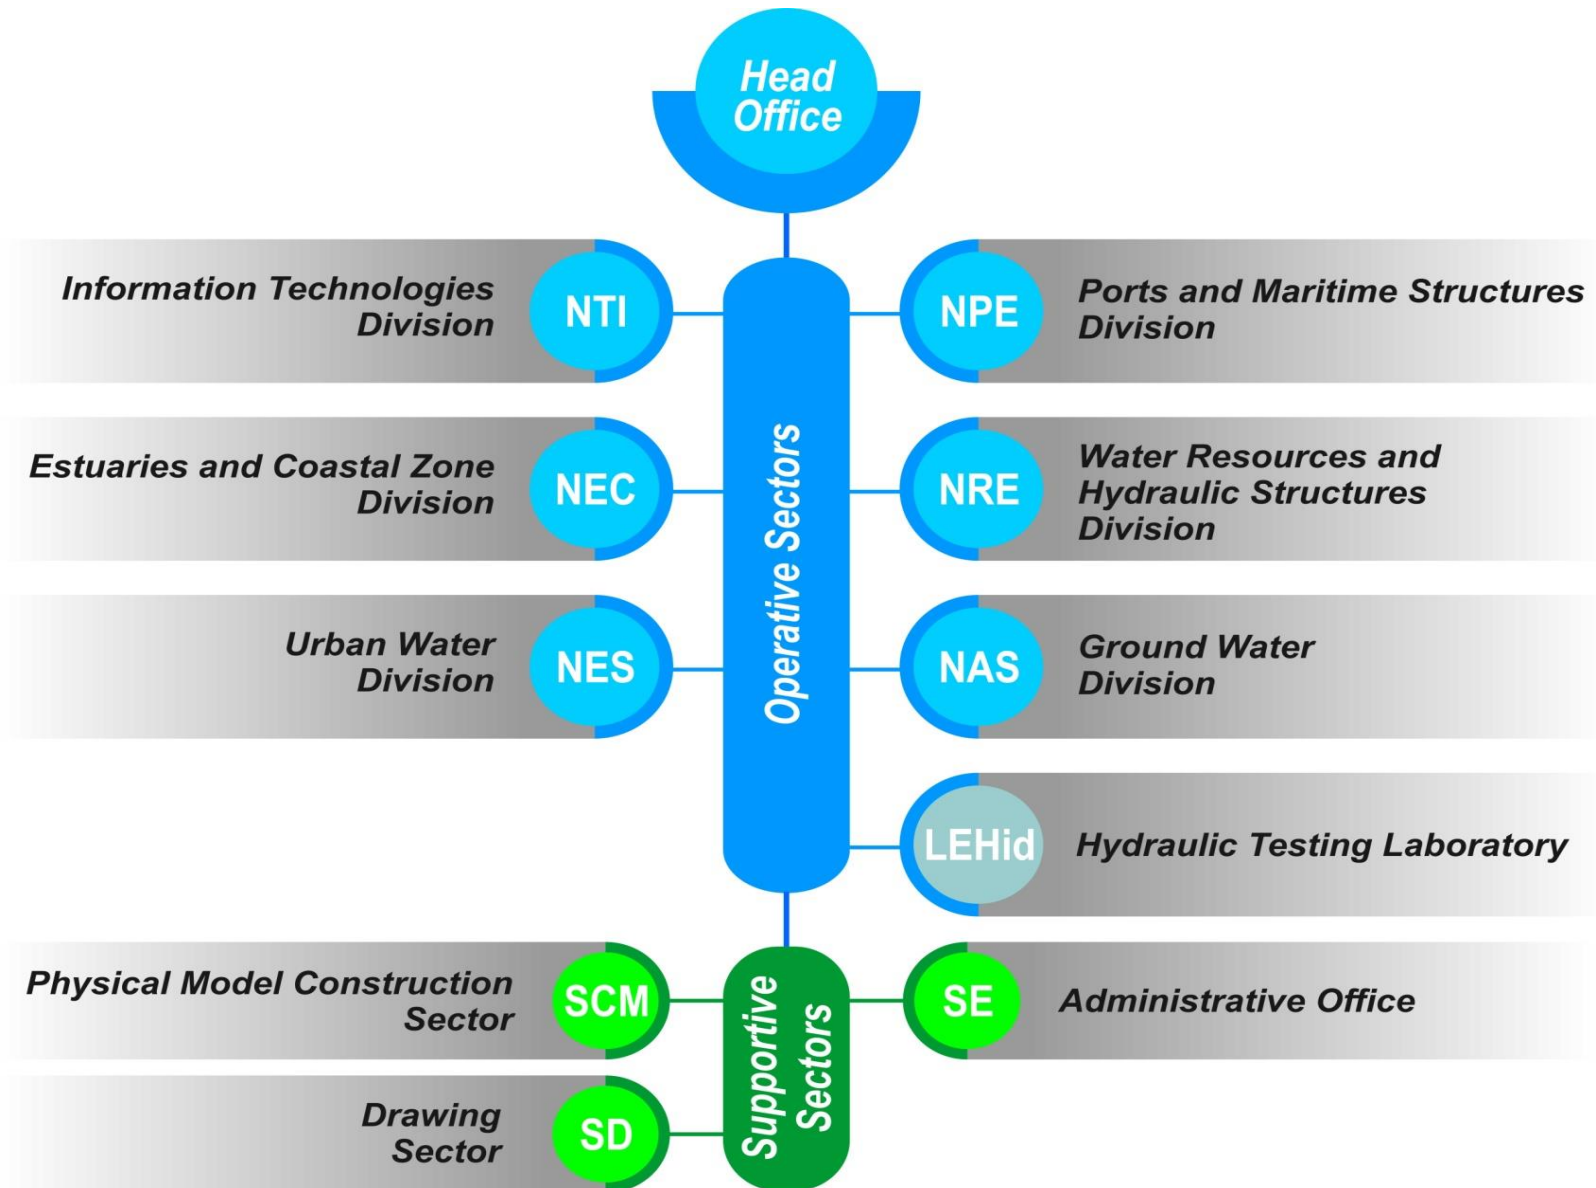 Head
Office
Information Technologies
Division
NTI
NPE
Ports and Maritime Structures
Division
Estuaries and Coastal Zone
Division
NEC
NRE
Water Resources and
Hydraulic Structures
Division
Operative Sectors
Urban Water
Division
NES
NAS
Ground Water
Division
LEHid
Hydraulic Testing Laboratory
Physical Model Construction
Sector
SCM
SE
Administrative Office
Supportive
Sectors
Drawing
Sector
SD